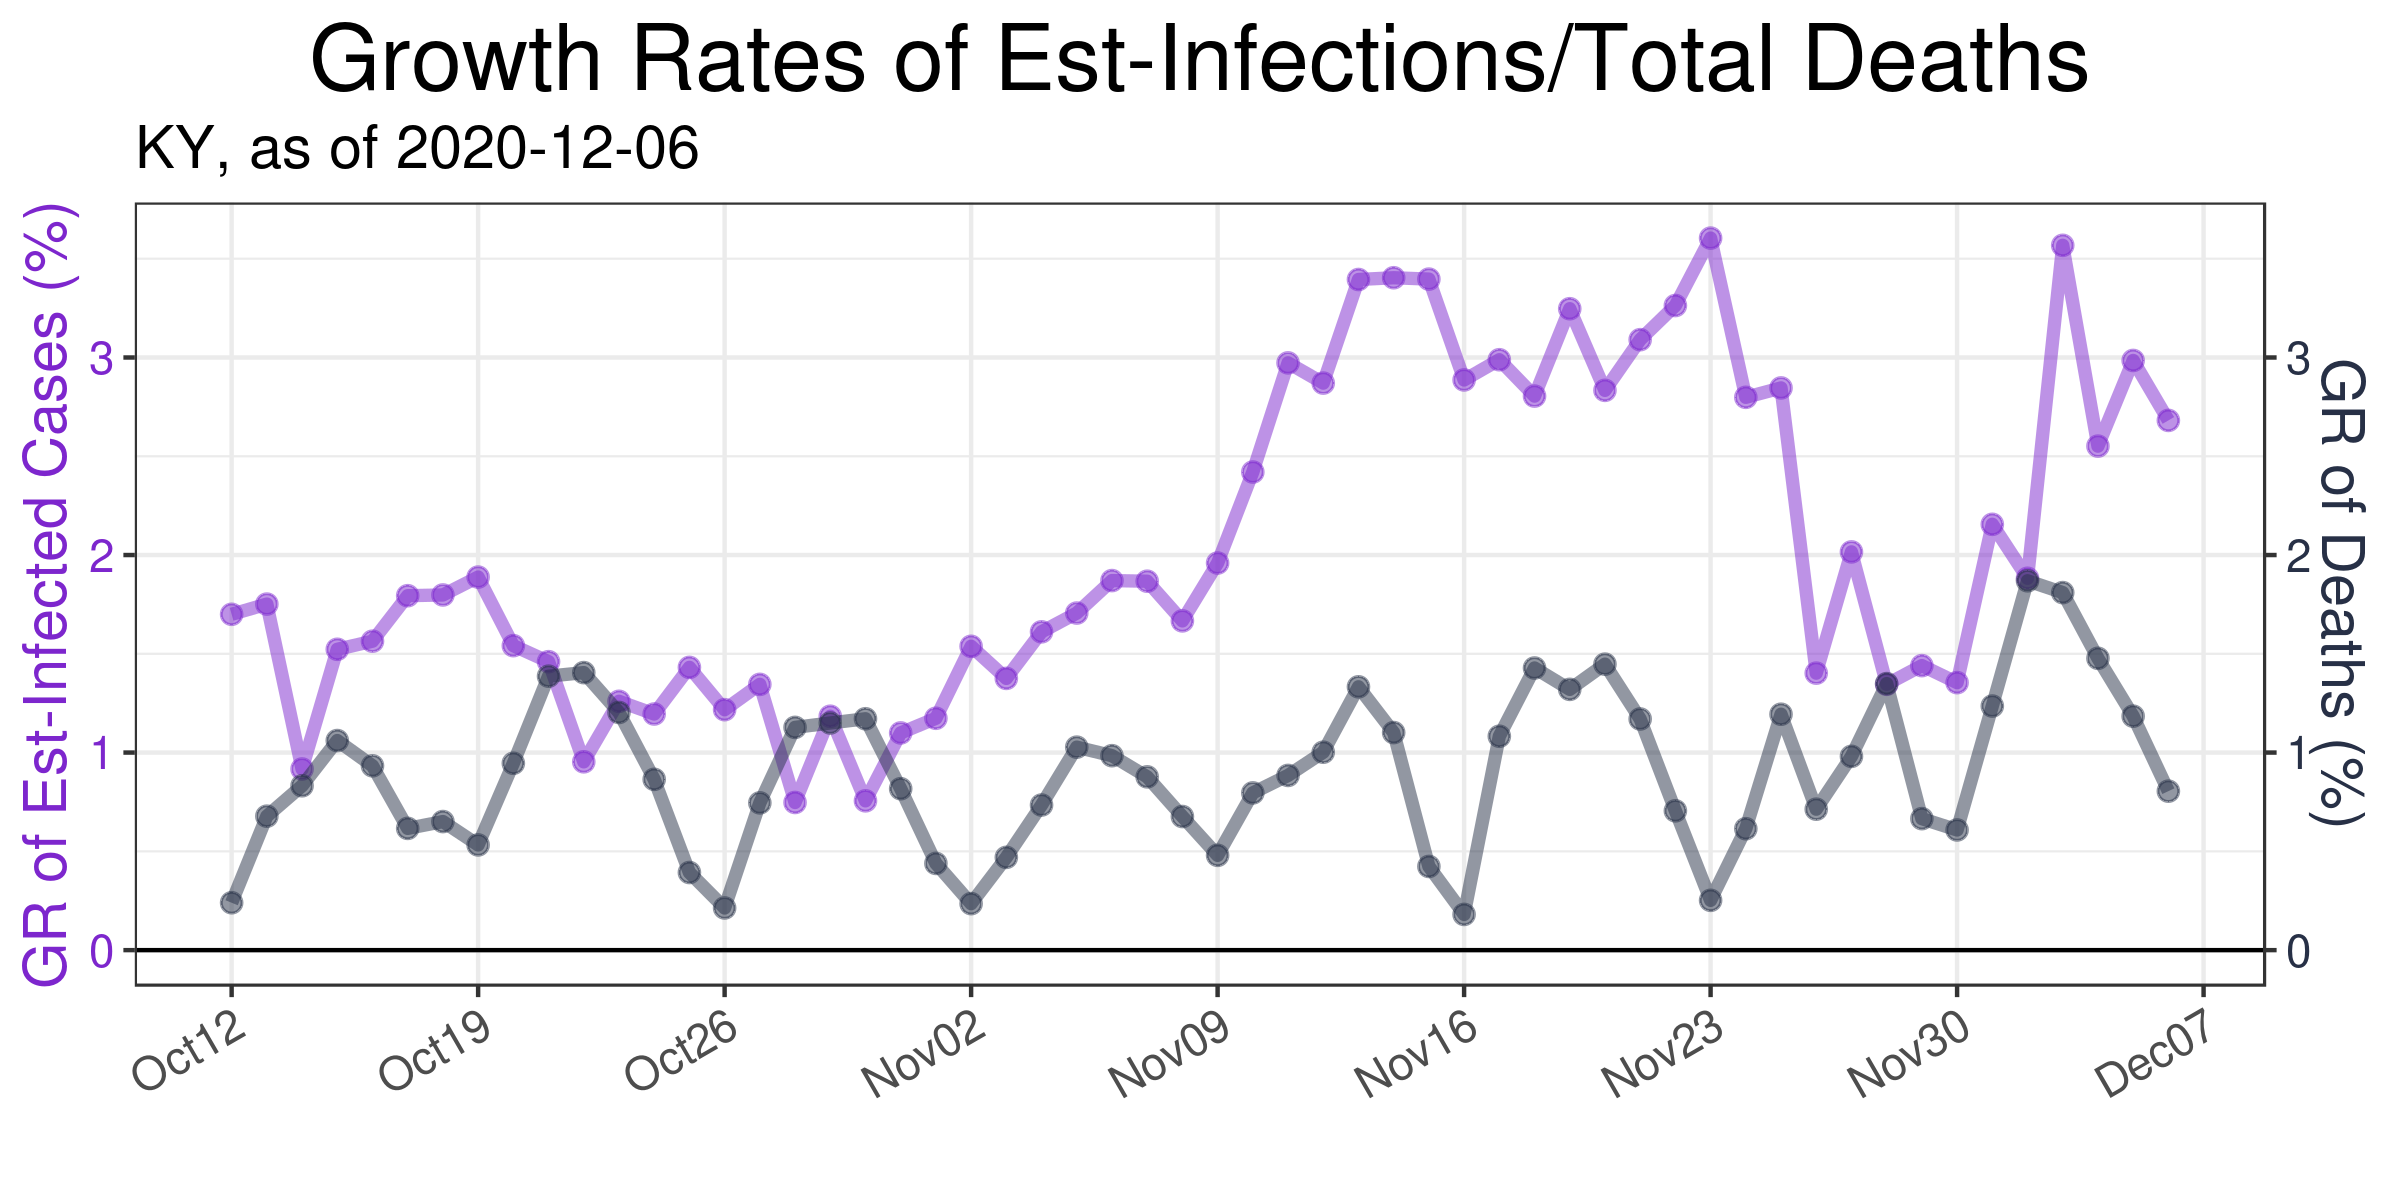 Growth Rates of Est-Infections/Total Deaths
KY, as of 2020-12-06
GR of Est-Infected Cases (%)
3
2
1
0
3
2
1
0
GR of Deaths (%)
Oct12
Oct19
Oct26
Nov02
Nov09
Nov16
Nov23
Nov30
Dec07